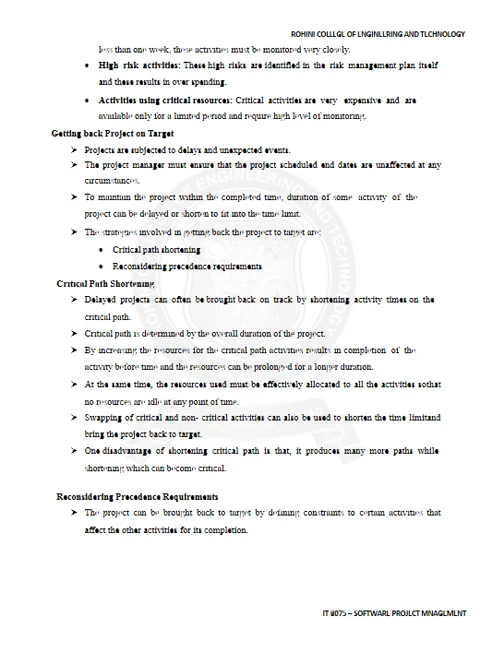 ROHINI COLLEGE OF ENGINEERING AND TECHNOLOGY
less than one week, these activities must be monitored very closely.
• High risk activities: These high risks are identified in the risk management plan itself
and these results in over spending.
• Activities using critical resources: Critical activities are very expensive and are
available only for a limited period and require high level of monitoring.
Getting back Project on Target
➤ Projects are subjected to delays and unexpected events.
➤ The project manager must ensure that the project scheduled end dates are unaffected at any
circumstances.
➤ To maintain the project within the completed time, duration of some activity of the
project can be delayed or shorten to fit into the time limit.
➤ The strategies involved in getting back the project to target are:
• Critical path shortening
• Reconsidering precedence requirements
Critical Path Shortening
➤ Delayed projects can often be brought back on track by shortening activity times on the
critical path.
➤ Critical path is determined by the overall duration of the project.
➤ By increasing the resources for the critical path activities results in completion of the
activity before time and the resources can be prolonged for a longer duration.
➤ At the same time, the resources used must be effectively allocated to all the activities sothat
no resources are idle at any point of time.
➤ Swapping of critical and non- critical activities can also be used to shorten the time limitand
bring the project back to target.
➤ One disadvantage of shortening critical path is that, it produces many more paths while
shortening which can become critical.
Reconsidering Precedence Requirements
➤ The project can be brought back to target by defining constraints to certain activities that
affect the other activities for its completion.
IT 8075 – SOFTWARE PROJECT MNAGEMENT